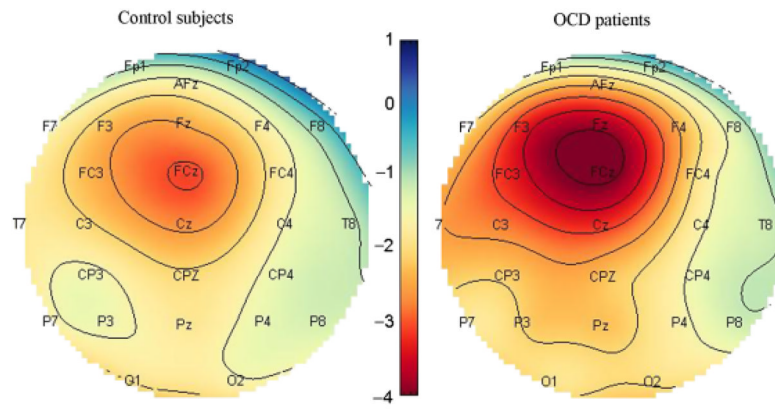 Control subjects
OCD patients
Fp1 Fp2
AFz
F7 F3 Fz F4 F8
FC3 FCz FC4
T7 C3 Cz C4 T8
CP3 CPZ CP4
P7 P3 Pz P4 P8
O1 O2
1
0
−1
−2
−3
−4
Fp1 Fp2
AFz
F7 F3 Fz F4 F8
FC3 FCz FC4
7 C3 Cz C4 T8
CP3 CPZ CP4
P7 P3 Pz P4 P8
O1 O2